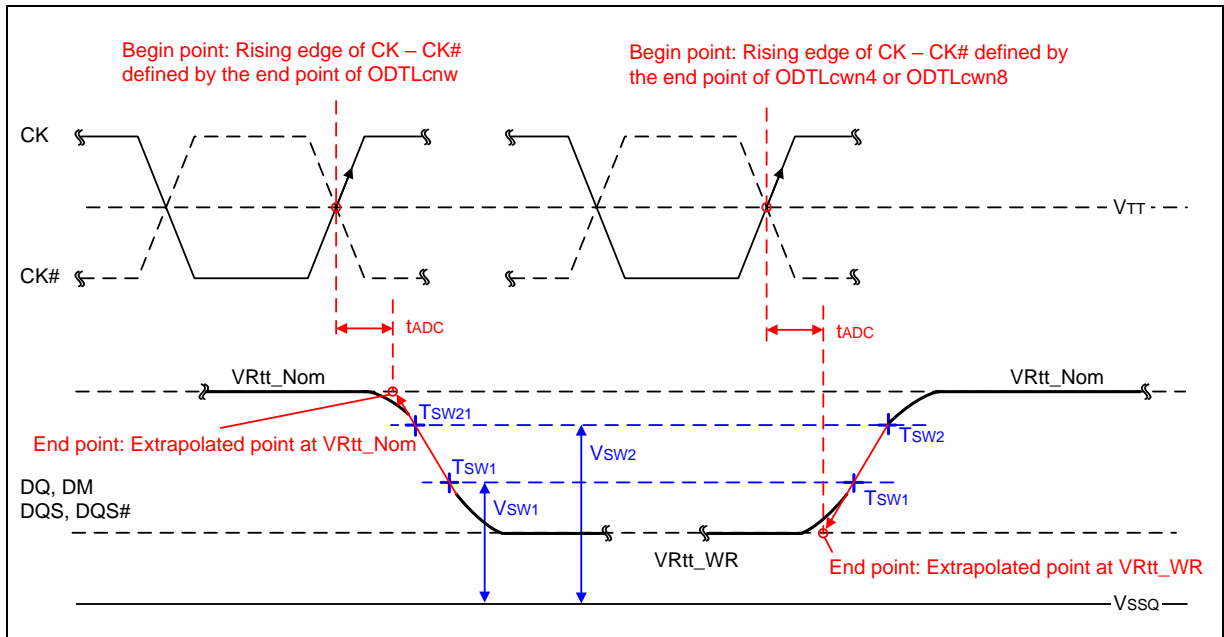 Begin point: Rising edge of CK – CK#
defined by the end point of ODTLcnw
Begin point: Rising edge of CK – CK# defined by
the end point of ODTLcwn4 or ODTLcwn8
CK
VTT
CK#
tADC
tADC
VRtt_Nom
VRtt_Nom
TSW21
End point: Extrapolated point at VRtt_Nom
TSW2
VSW2
TSW1
DQ, DM
DQS, DQS#
VSW1
TSW1
VRtt_WR
End point: Extrapolated point at VRtt_WR
VSSQ